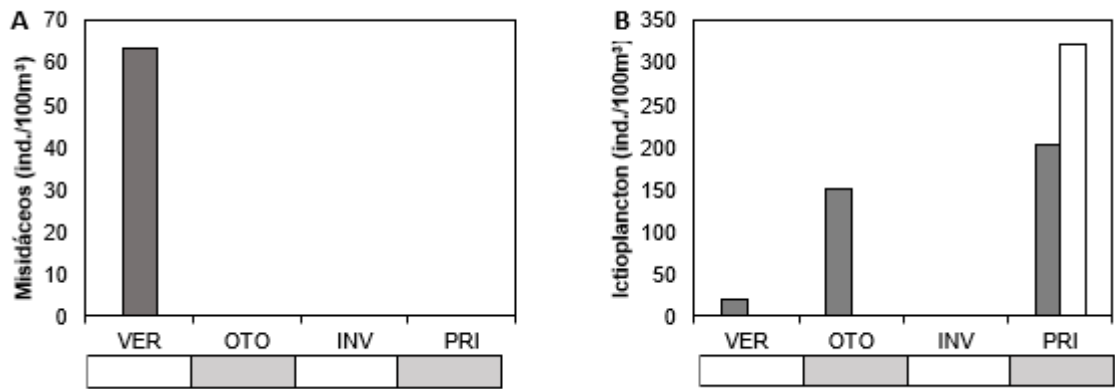 A
Misidáceos (ind./100m³)
70
60
50
40
30
20
10
0
VER OTO INV PRI
B
Ictioplancton (ind./100m³)
350
300
250
200
150
100
50
0
VER OTO INV PRI